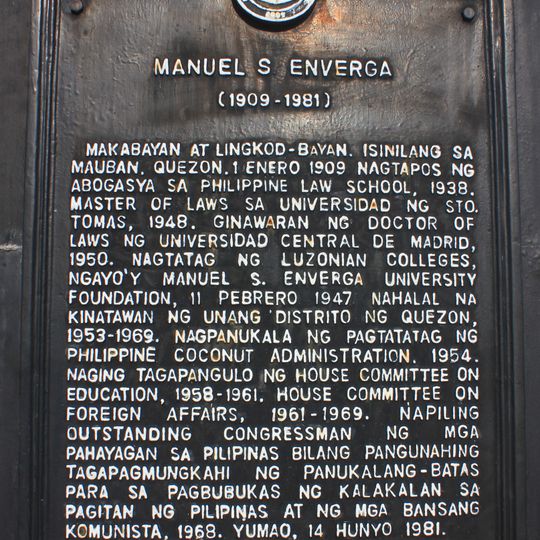 2009
MANUEL S. ENVERGA
(1909-1981)
MAKABAYAN AT LINGKOD-BAYAN. ISINILANG SA
MAUBAN, QUEZON, 1 ENERO 1909 NAGTAPOS NG
ABOGASYA SA PHILIPPINE LAW SCHOOL, 1938.
MASTER OF LAWS SA UNIVERSIDAD NG STO.
TOMAS, 1948. GINAWARAN NG DOCTOR OF
LAWS NG UNIVERSIDAD CENTRAL DE MADRID,
1950. NAGTATAG NG LUZONIAN COLLEGES,
NGAYO'Y MANUEL S. ENVERGA UNIVERSITY
FOUNDATION, 11 PEBRERO 1947 NAHALAL NA
KINATAWAN NG UNANG DISTRITO NG QUEZON,
1953-1969. NAGPANUKALA NG PAGTATATAG NG
PHILIPPINE COCONUT ADMINISTRATION, 1954.
NAGING TAGAPANGULO NG HOUSE COMMITTEE ON
EDUCATION, 1958-1961, HOUSE COMMITTEE ON
FOREIGN AFFAIRS, 1961-1969. NAPILING
OUTSTANDING CONGRESSMAN NG MGA
PAHAYAGAN SA PILIPINAS BILANG PANGUNAHING
TAGAPAGMUNGKAHI NG PANUKALANG-BATAS
PARA SA PAGBUBUKAS NG KALAKALAN SA
PAGITAN NG PILIPINAS AT NG MGA BANSANG
KOMUNISTA, 1968. YUMAO, 14 HUNYO 1981.